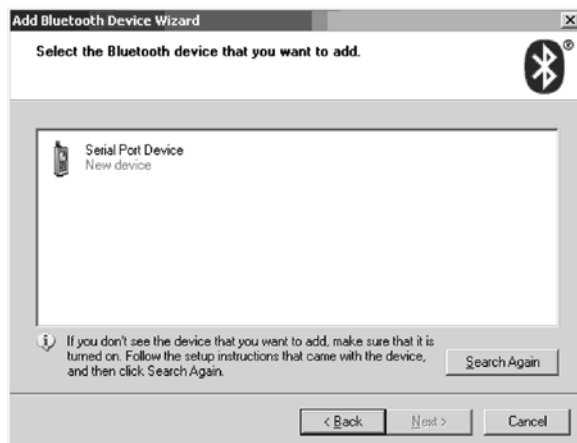 Add Bluetooth Device Wizard
Select the Bluetooth device that you want to add.
®
Serial Port Device
New device
If you don't see the device that you want to add, make sure that it is
turned on. Follow the setup instructions that came with the device,
and then click Search Again.
Search Again
< Back
Next >
Cancel